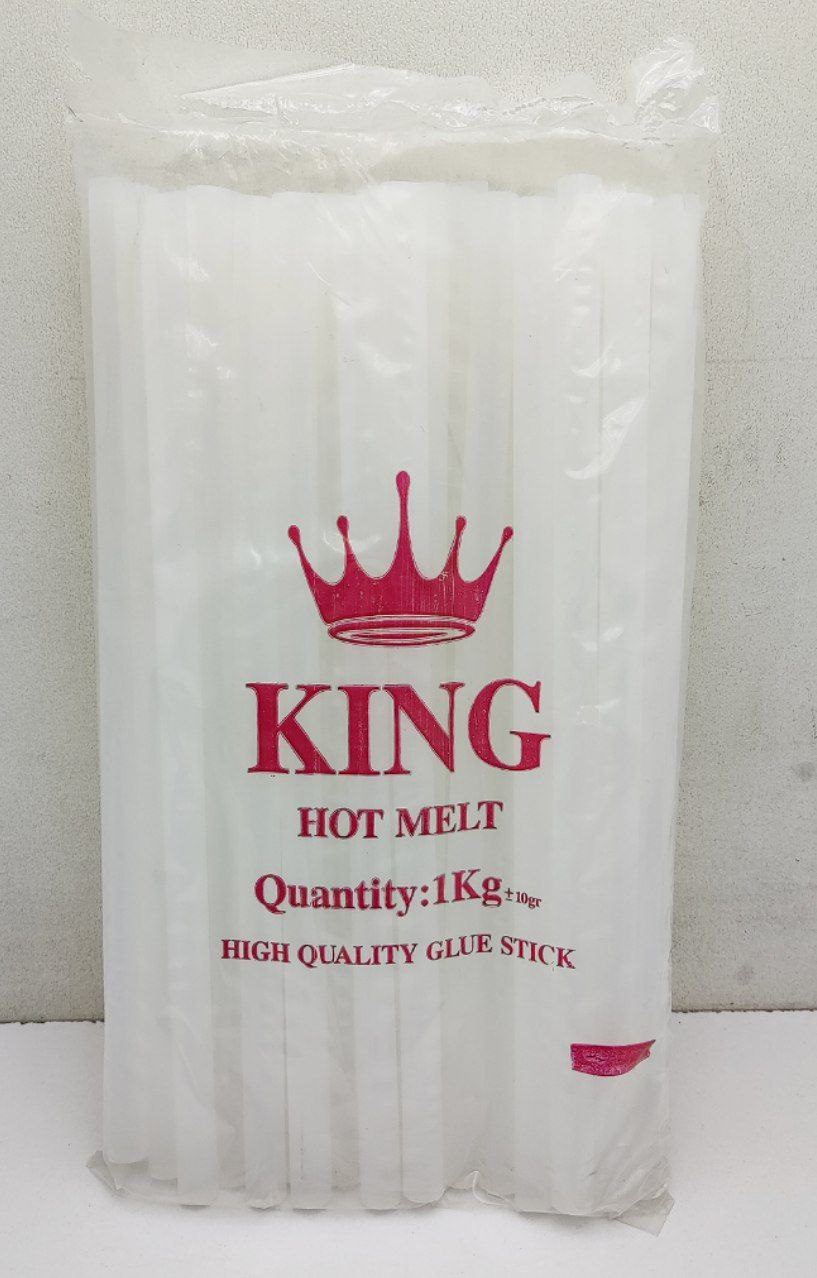 KING
HOT MELT
Quantity:1Kg±10gr
HIGH QUALITY GLUE STICK